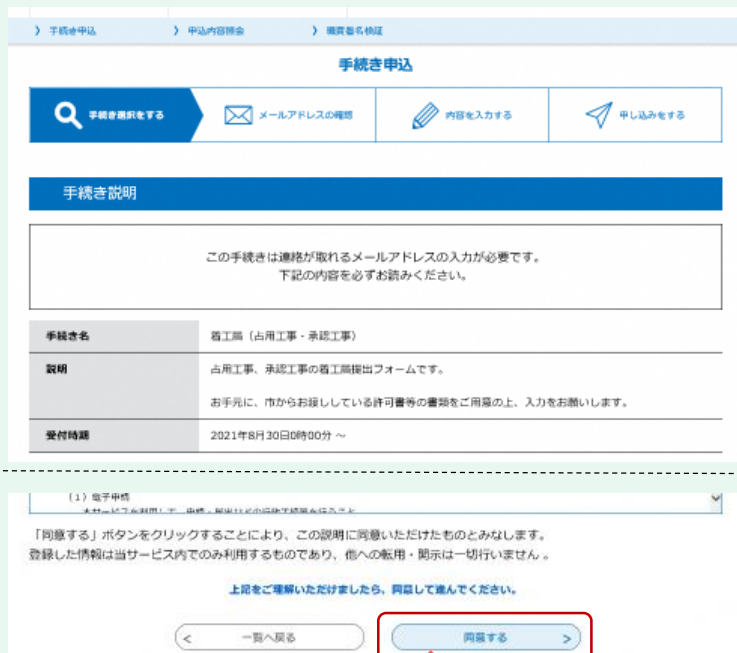 手続き申込
申込内容照会
職責署名検証
手続き申込
手続き選択をする
メールアドレスの確認
内容を入力する
申し込みをする
手続き説明
この手続きは連絡が取れるメールアドレスの入力が必要です。
下記の内容を必ずお読みください。
手続き名
着工届（占用工事・承認工事）
説明
占用工事、承認工事の着工届提出フォームです。
お手元に、市からお渡ししている許可書等の書類をご用意の上、入力をお願いします。
受付時期
2021年8月30日0時00分 ～
（１）電子申請
「同意する」ボタンをクリックすることにより、この説明に同意いただけたものとみなします。
登録した情報は当サービス内でのみ利用するものであり、他への転用・開示は一切行いません 。
上記をご理解いただけましたら、同意して進んでください。
一覧へ戻る
同意する